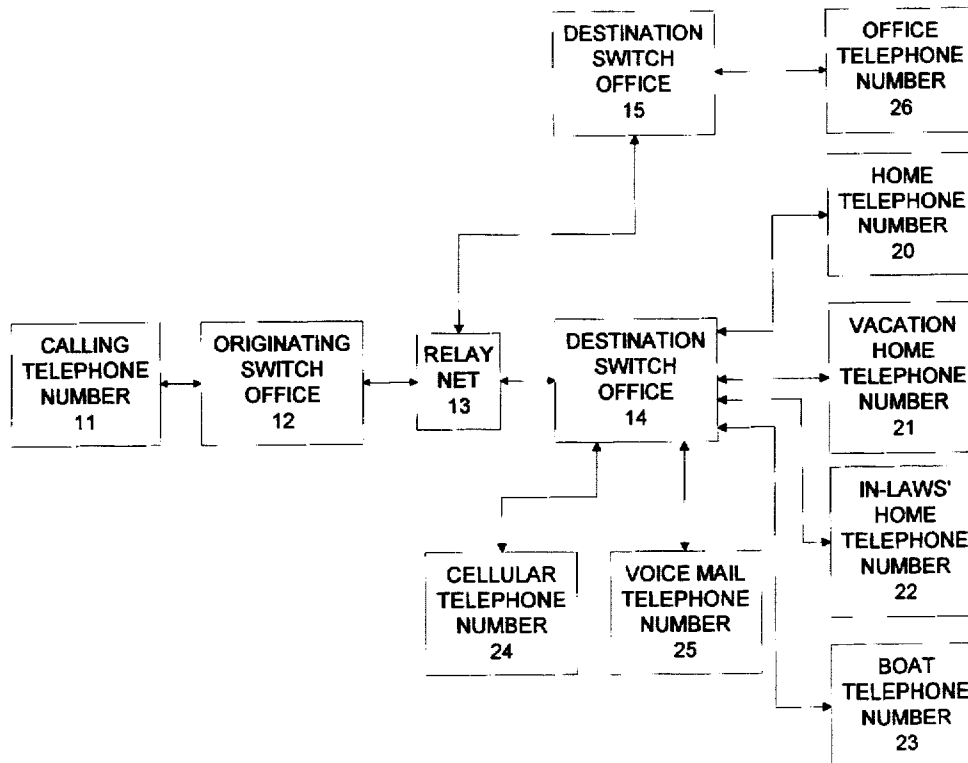 DESTINATION
SWITCH
OFFICE
15
OFFICE
TELEPHONE
NUMBER
26
HOME
TELEPHONE
NUMBER
20
CALLING
TELEPHONE
NUMBER
11
ORIGINATING
SWITCH
OFFICE
12
RELAY
NET
13
DESTINATION
SWITCH
OFFICE
14
VACATION
HOME
TELEPHONE
NUMBER
21
IN-LAWS'
HOME
TELEPHONE
NUMBER
22
CELLULAR
TELEPHONE
NUMBER
24
VOICE MAIL
TELEPHONE
NUMBER
25
BOAT
TELEPHONE
NUMBER
23